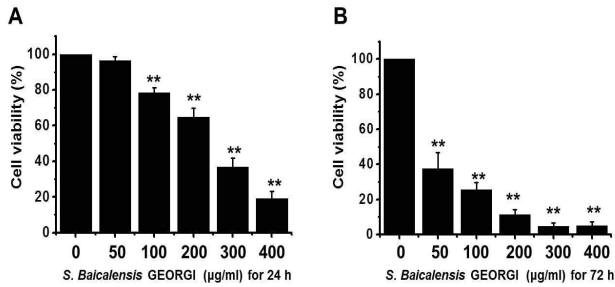 A
Cell viability (%)
100
80
60
40
20
0
**
**
**
**
0 50 100 200 300 400
S. Baicalensis GEORGI (µg/ml) for 24 h
B
Cell viability (%)
100
80
60
40
20
0
**
**
**
**
**
0 50 100 200 300 400
S. Baicalensis GEORGI (µg/ml) for 72 h